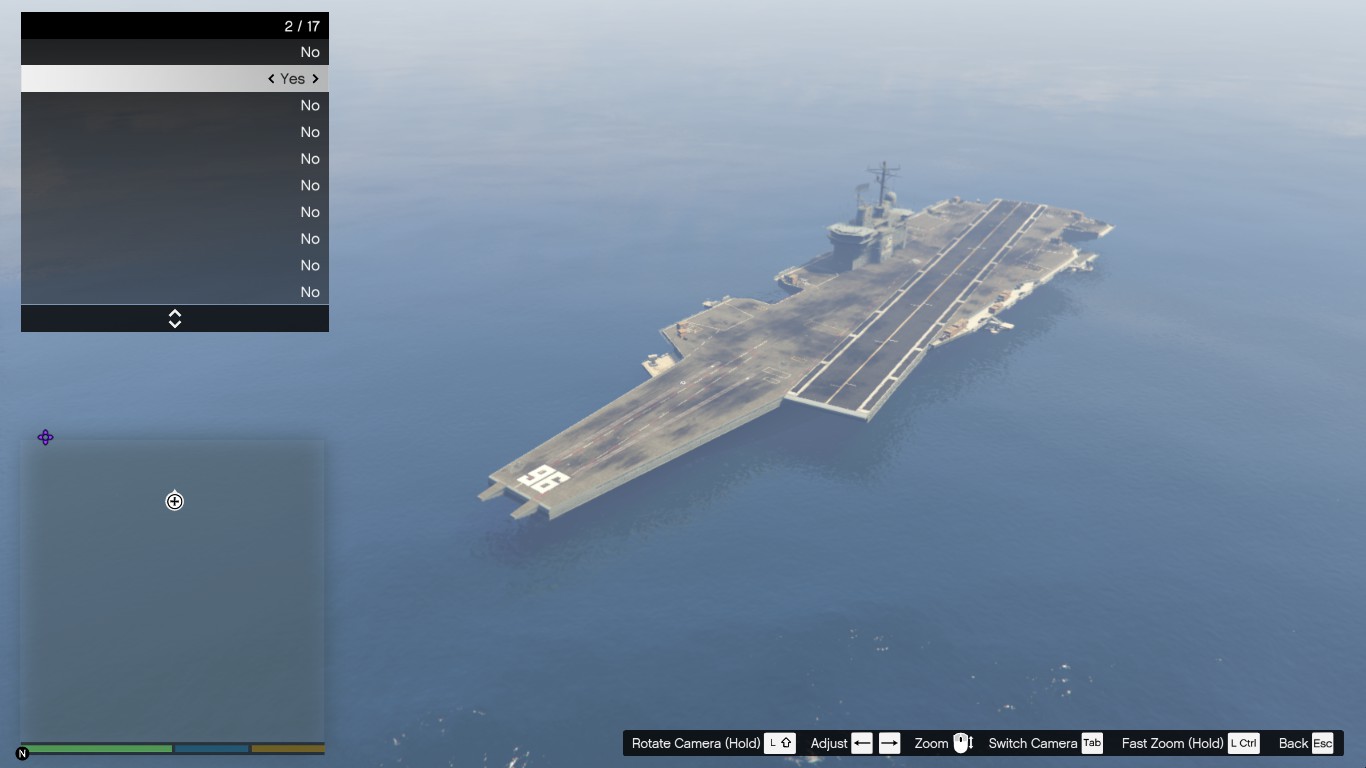 2 / 17
No
Yes
No
No
No
No
No
No
No
No
96
N
Rotate Camera (Hold) L Adjust Zoom Switch Camera Tab Fast Zoom (Hold) L Ctrl Back Esc